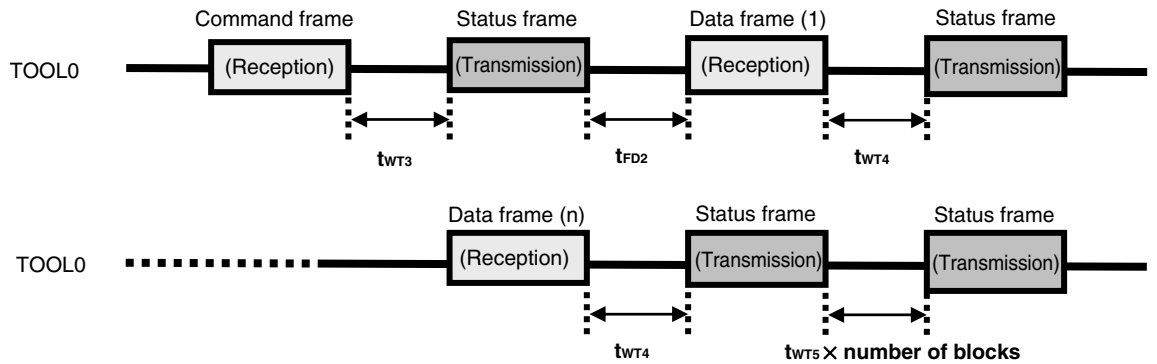 Command frame Status frame Data frame (1) Status frame
TOOL0 (Reception) (Transmission) (Reception) (Transmission)
tWT3 tFD2 tWT4
Data frame (n) Status frame Status frame
TOOL0 (Reception) (Transmission) (Transmission)
tWT4 tWT5 × number of blocks